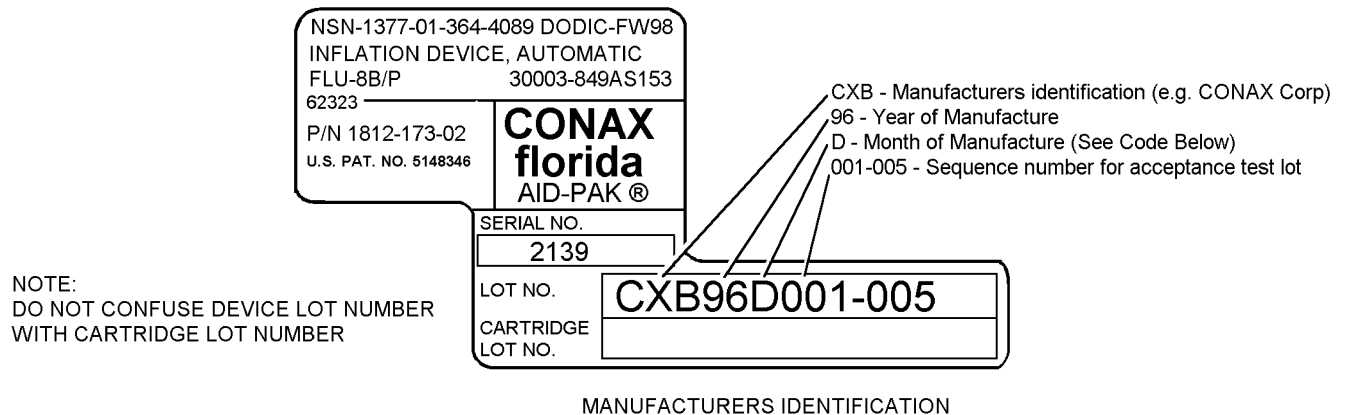 NSN-1377-01-364-4089 DODIC-FW98
INFLATION DEVICE, AUTOMATIC
FLU-8B/P 30003-849AS153
62323
P/N 1812-173-02
U.S. PAT. NO. 5148346
CONAX
florida
AID-PAK ®
SERIAL NO.
2139
LOT NO.
CXB96D001-005
CARTRIDGE
LOT NO.
CXB - Manufacturers identification (e.g. CONAX Corp)
96 - Year of Manufacture
D - Month of Manufacture (See Code Below)
001-005 - Sequence number for acceptance test lot
NOTE:
DO NOT CONFUSE DEVICE LOT NUMBER
WITH CARTRIDGE LOT NUMBER
MANUFACTURERS IDENTIFICATION